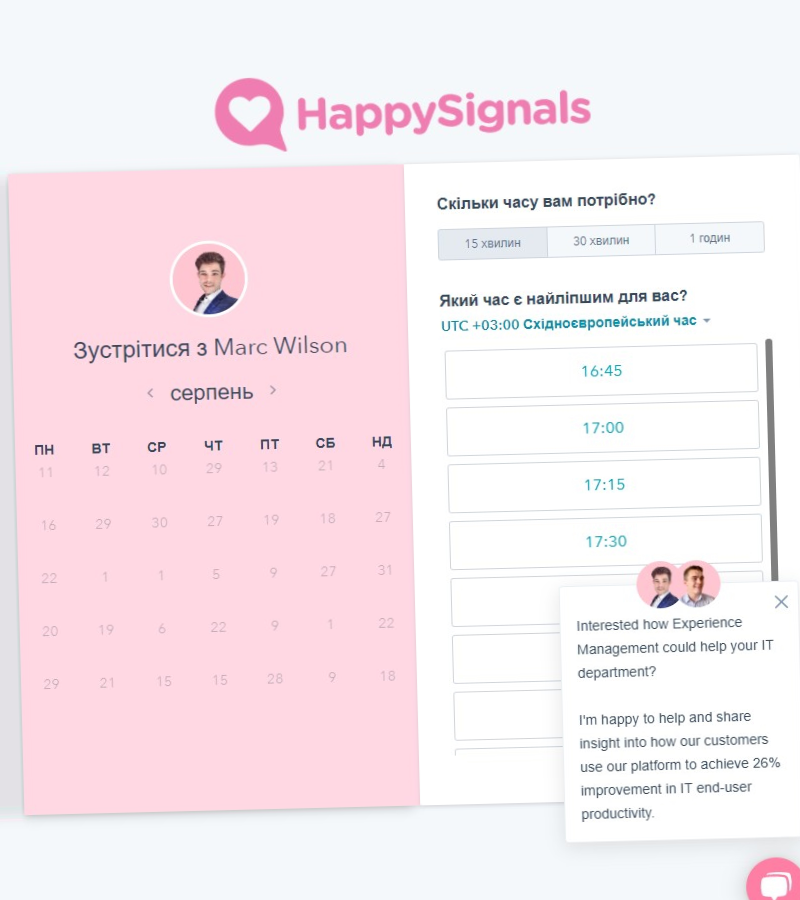 HappySignals
Зустрітися з Marc Wilson
серпень
ПН ВТ СР ЧТ ПТ СБ НД
11 12 10 29 13 21 4
16 29 30 27 19 18 27
22 1 1 5 9 27 31
20 19 6 22 9 1 22
29 21 15 15 28 9 18
Скільки часу вам потрібно?
15 хвилин 30 хвилин 1 годин
Який час є найліпшим для вас?
UTC +03:00 Східноєвропейський час
16:45
17:00
17:15
17:30
Interested how Experience
Management could help your IT
department?
I'm happy to help and share
insight into how our customers
use our platform to achieve 26%
improvement in IT end-user
productivity.